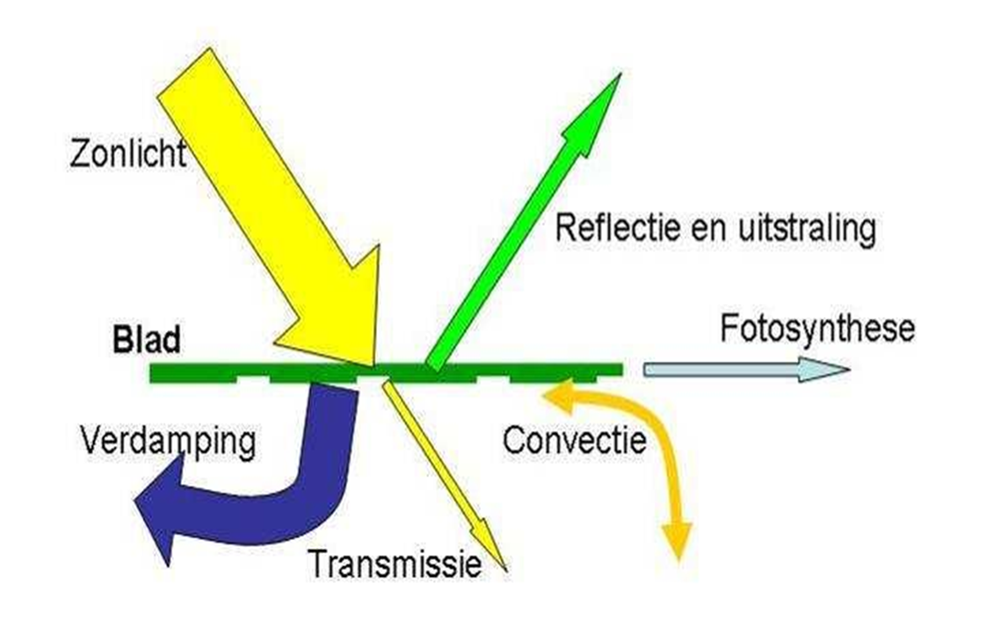 Zonlicht
Reflectie en uitstraling
Blad
Fotosynthese
Verdamping
Convectie
Transmissie